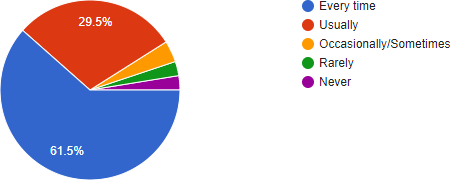 29.5%
61.5%
Every time
Usually
Occasionally/Sometimes
Rarely
Never